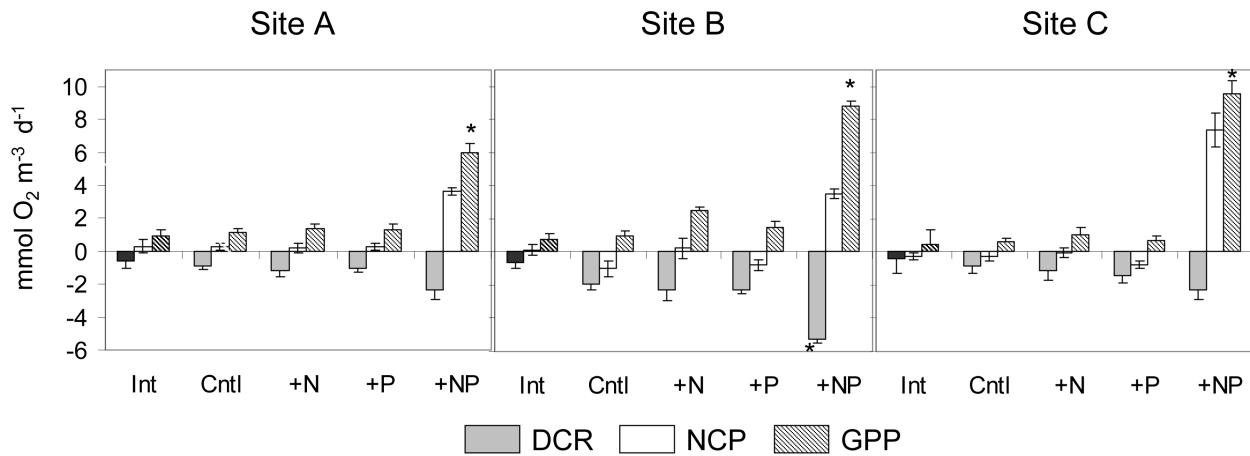 Site A Site B Site C
mmol O₂ m⁻³ d⁻¹
10
8
6
4
2
0
-2
-4
-6
* * *
*
Int Cntl +N +P +NP Int Cntl +N +P +NP Int Cntl +N +P +NP
DCR NCP GPP